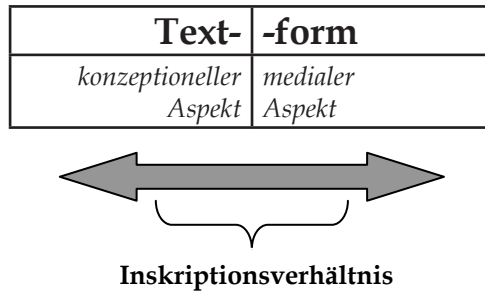 Text- -form
konzeptioneller medialer
Aspekt Aspekt
Inskriptionsverhältnis